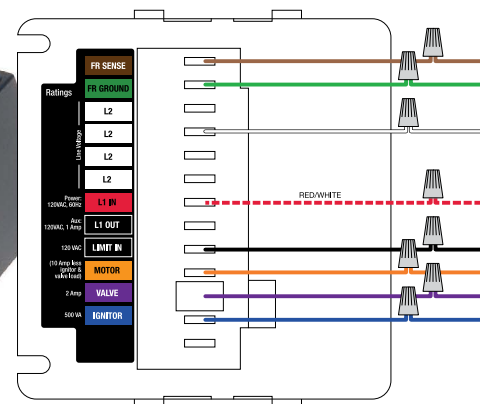 FR SENSE
Ratings
FR GROUND
L2
L2
L2
L2
Line Voltage
Power:
120VAC, 60Hz
L1 IN
RED/WHITE
Aux:
120VAC, 1 Amp
L1 OUT
120 VAC
LIMIT IN
(10 Amp less
ignitor &
valve load)
MOTOR
2 Amp
VALVE
500 VA
IGNITOR